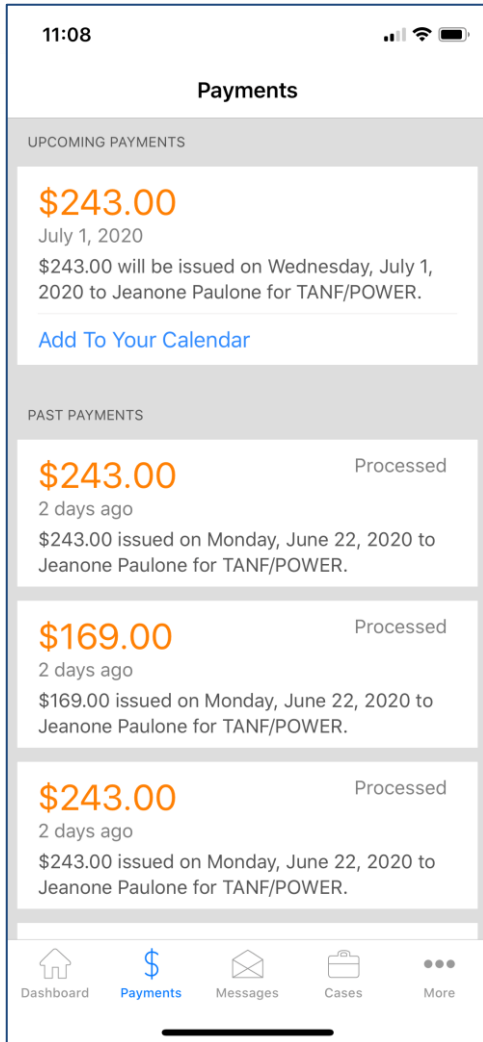 11:08
Payments
UPCOMING PAYMENTS
$243.00
July 1, 2020
$243.00 will be issued on Wednesday, July 1,
2020 to Jeanone Paulone for TANF/POWER.
Add To Your Calendar
PAST PAYMENTS
$243.00 Processed
2 days ago
$243.00 issued on Monday, June 22, 2020 to
Jeanone Paulone for TANF/POWER.
$169.00 Processed
2 days ago
$169.00 issued on Monday, June 22, 2020 to
Jeanone Paulone for TANF/POWER.
$243.00 Processed
2 days ago
$243.00 issued on Monday, June 22, 2020 to
Jeanone Paulone for TANF/POWER.
Dashboard Payments Messages Cases More